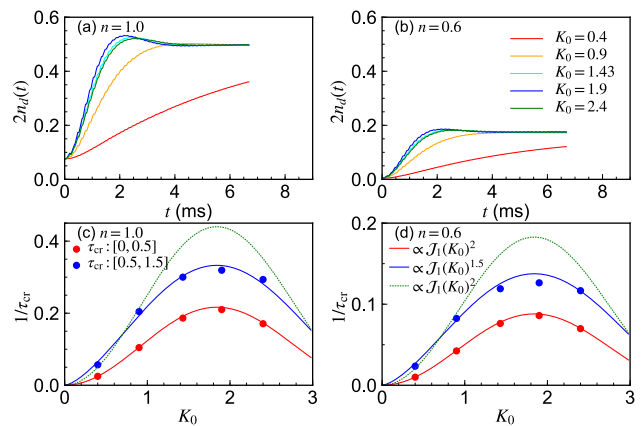 (a) n = 1.0
2n_d(t)
0.6
0.4
0.2
0.0
0 2 4 6 8
t (ms)
(b) n = 0.6
K_0 = 0.4
K_0 = 0.9
K_0 = 1.43
K_0 = 1.9
K_0 = 2.4
2n_d(t)
0.6
0.4
0.2
0.0
0 2 4 6 8
t (ms)
(c) n = 1.0
τ_cr : [0, 0.5]
τ_cr : [0.5, 1.5]
1/τ_cr
0.4
0.2
0.0
0 1 2 3
K_0
(d) n = 0.6
∝ J_1(K_0)^2
∝ J_1(K_0)^1.5
∝ J_1(K_0)^2
1/τ_cr
0.2
0.1
0.0
0 1 2 3
K_0